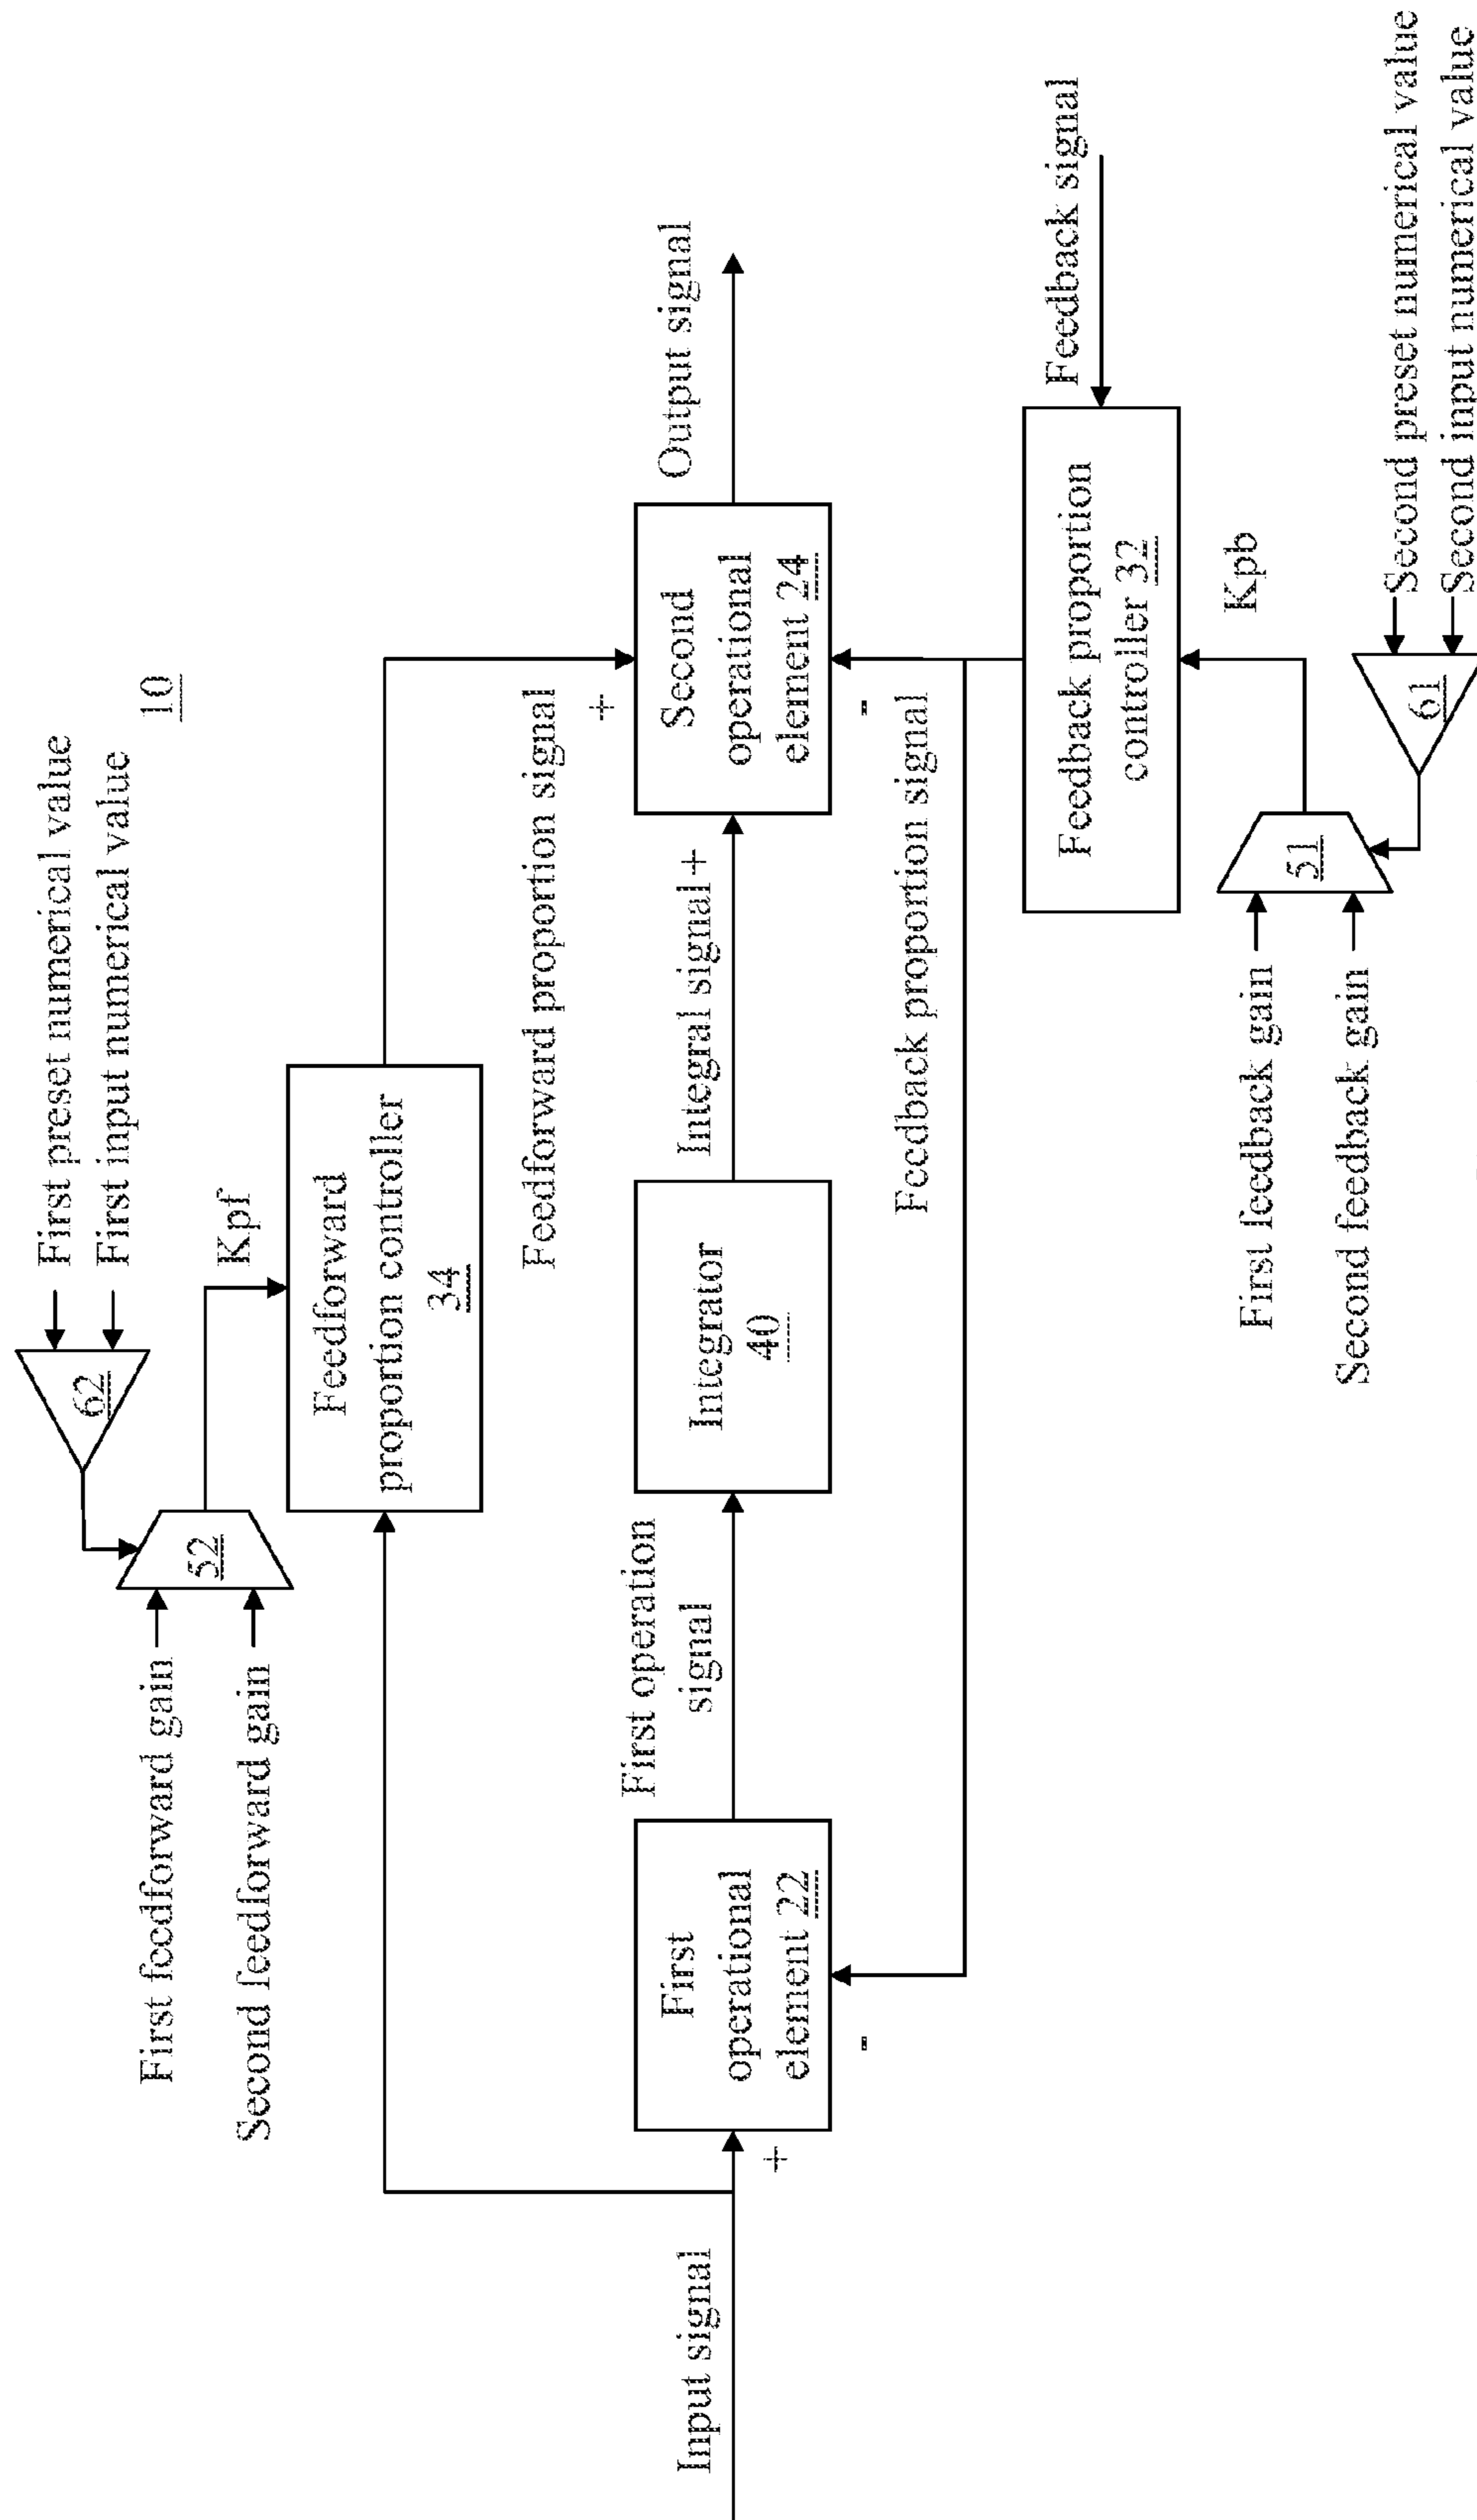 First preset numerical value
First input numerical value
10
62
Kpf
First feedforward gain
Second feedforward gain
52
Feedforward
proportion controller
34
Feedforward proportion signal
+
Input signal
+
First
operational
element 22
-
First operation
signal
Integrator
40
Integral signal +
Second
operational
element 24
-
Output signal
Feedback proportion signal
Feedback signal
Feedback proportion
controller 32
Kpb
First feedback gain
Second feedback gain
51
61
Second preset numerical value
Second input numerical value